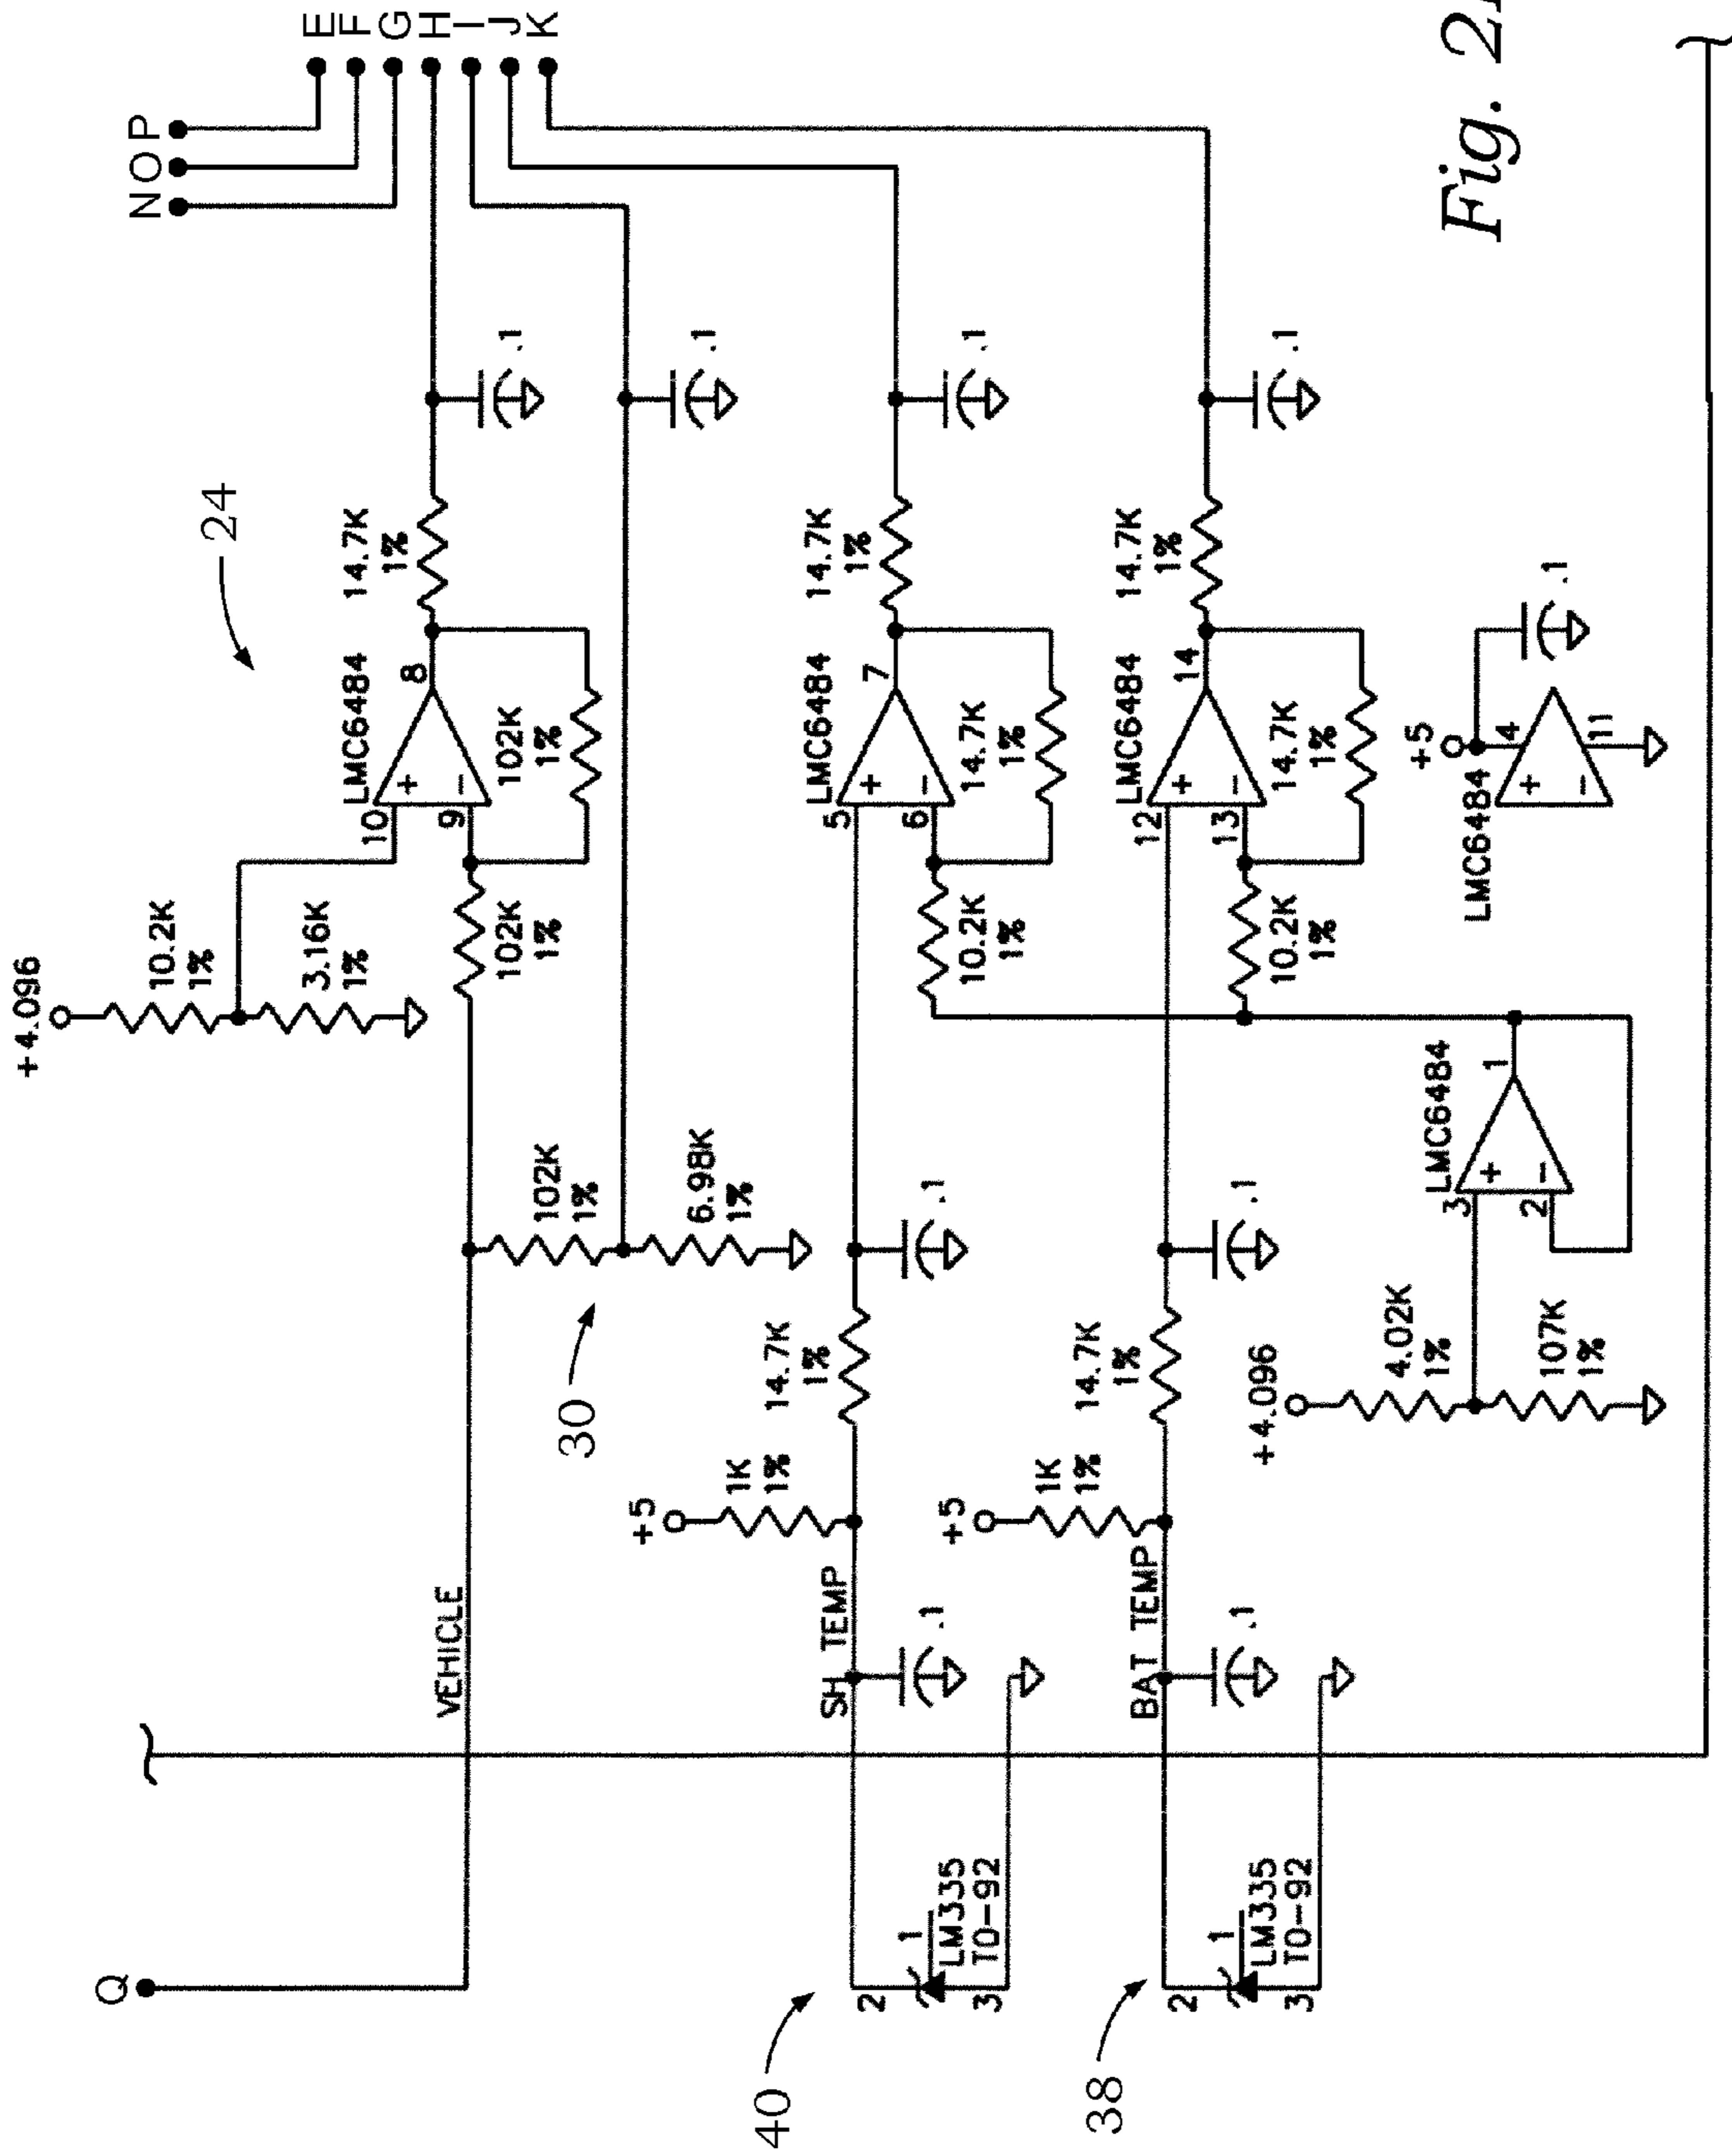 N O P
E
F
G
H
I
J
K
24
+4.096
10.2K
1%
3.16K
1%
10
9
+
−
LMC6484
8
102K
1%
102K
1%
14.7K
1%
.1
Q
VEHICLE
102K
1%
6.98K
1%
30
.1
+5
1K
1%
SH TEMP
.1
14.7K
1%
.1
5
6
+
−
LMC6484
7
10.2K
1%
14.7K
1%
14.7K
1%
.1
40
2
1
3
LM335
TO-92
+5
1K
1%
BAT TEMP
.1
14.7K
1%
.1
12
13
+
−
LMC6484
14
10.2K
1%
14.7K
1%
14.7K
1%
.1
38
2
1
3
LM335
TO-92
+4.096
4.02K
1%
107K
1%
3
2
+
−
LMC6484
1
+5
LMC6484
4
+
−
11
.1
Fig.